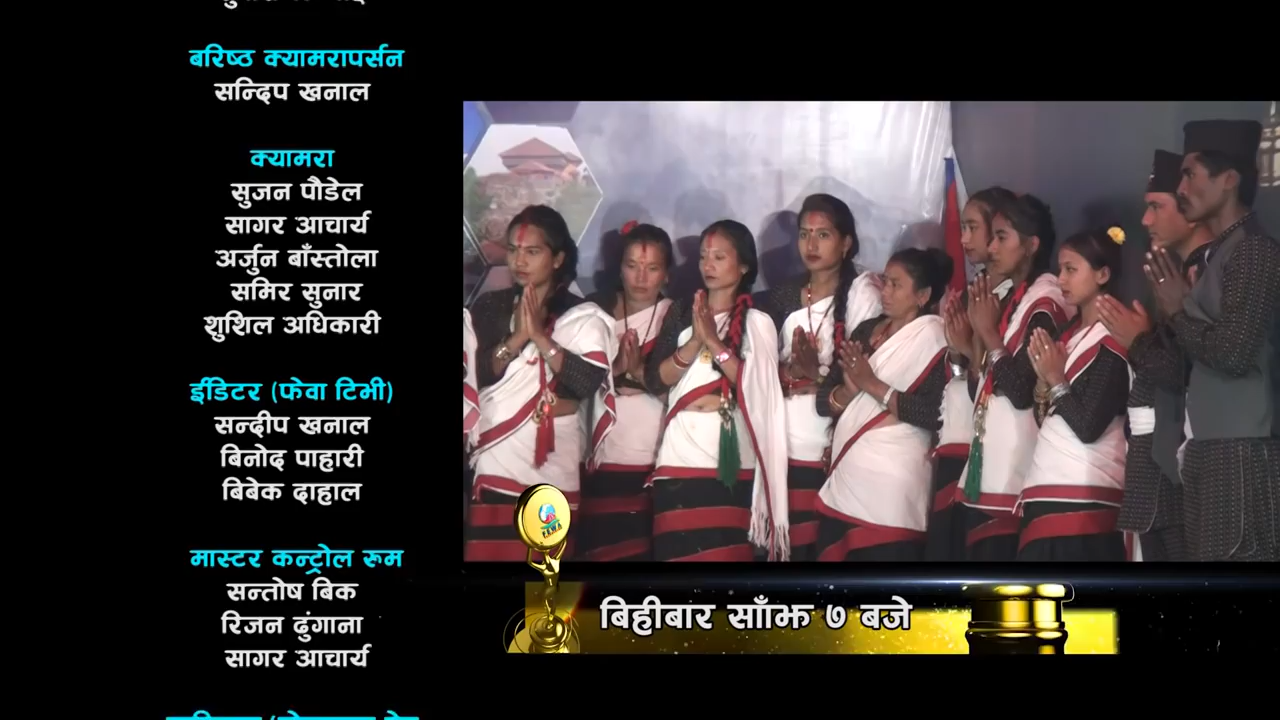 बरिष्ठ क्यामरापर्सन
सन्दिप खनाल
क्यामरा
सुजन पौडेल
सागर आचार्य
अर्जुन बाँस्तोला
समिर सुनार
शुशिल अधिकारी
ईडिटर (फेवा टिभी)
सन्दीप खनाल
बिनोद पाहारी
बिबेक दाहाल
मास्टर कन्ट्रोल रूम
सन्तोष बिक
रिजन ढुंगाना
सागर आचार्य
बिहीबार साँझ ७ बजे